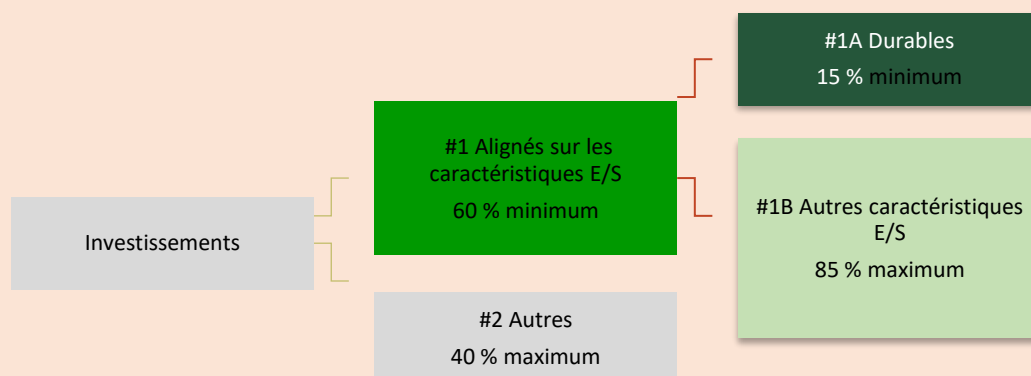 Investissements
#1 Alignés sur les
caractéristiques E/S
60 % minimum
#2 Autres
40 % maximum
#1A Durables
15 % minimum
#1B Autres caractéristiques
E/S
85 % maximum